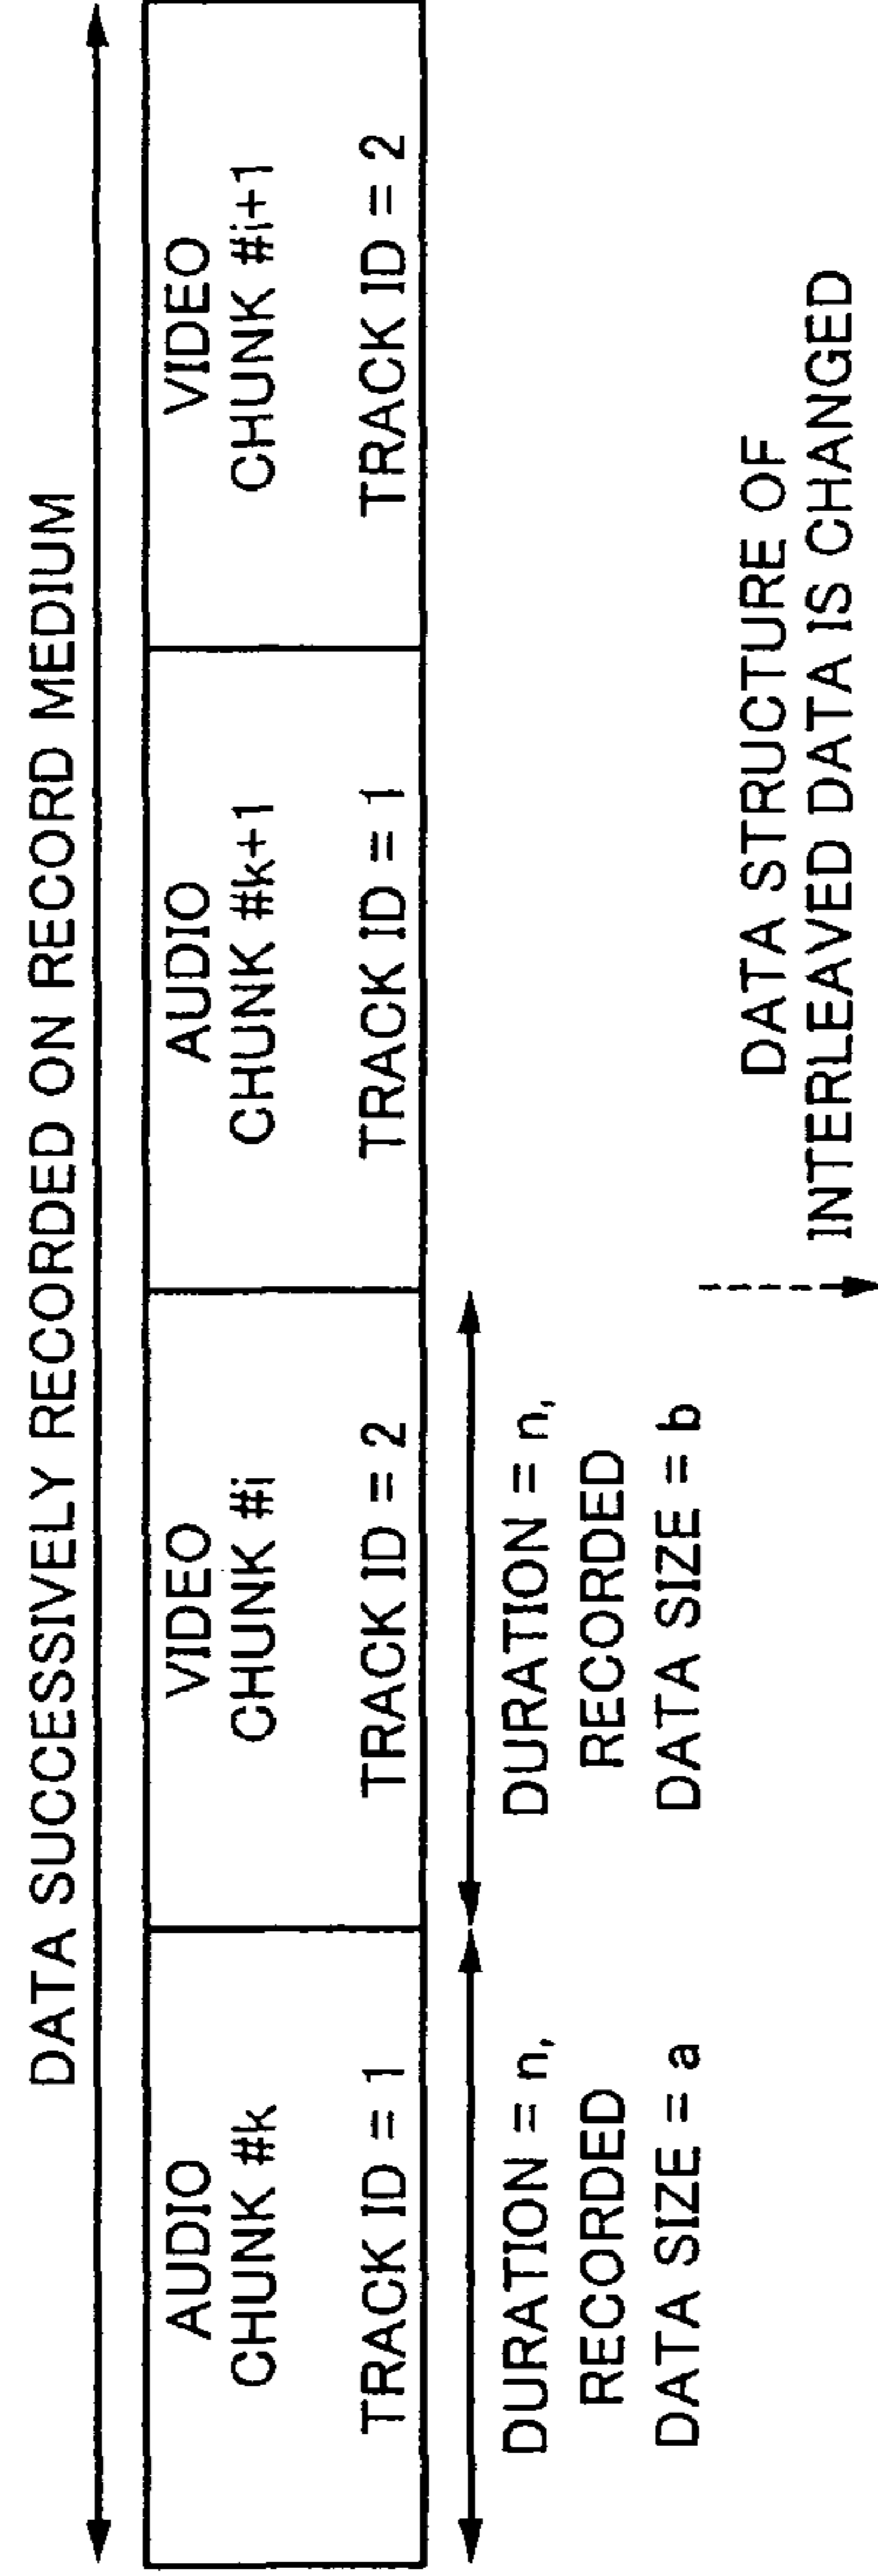 DATA SUCCESSIVELY RECORDED ON RECORD MEDIUM
AUDIO
CHUNK #k
TRACK ID = 1
VIDEO
CHUNK #i
TRACK ID = 2
AUDIO
CHUNK #k+1
TRACK ID = 1
VIDEO
CHUNK #i+1
TRACK ID = 2
DURATION = n,
RECORDED
DATA SIZE = a
DURATION = n,
RECORDED
DATA SIZE = b
DATA STRUCTURE OF
INTERLEAVED DATA IS CHANGED